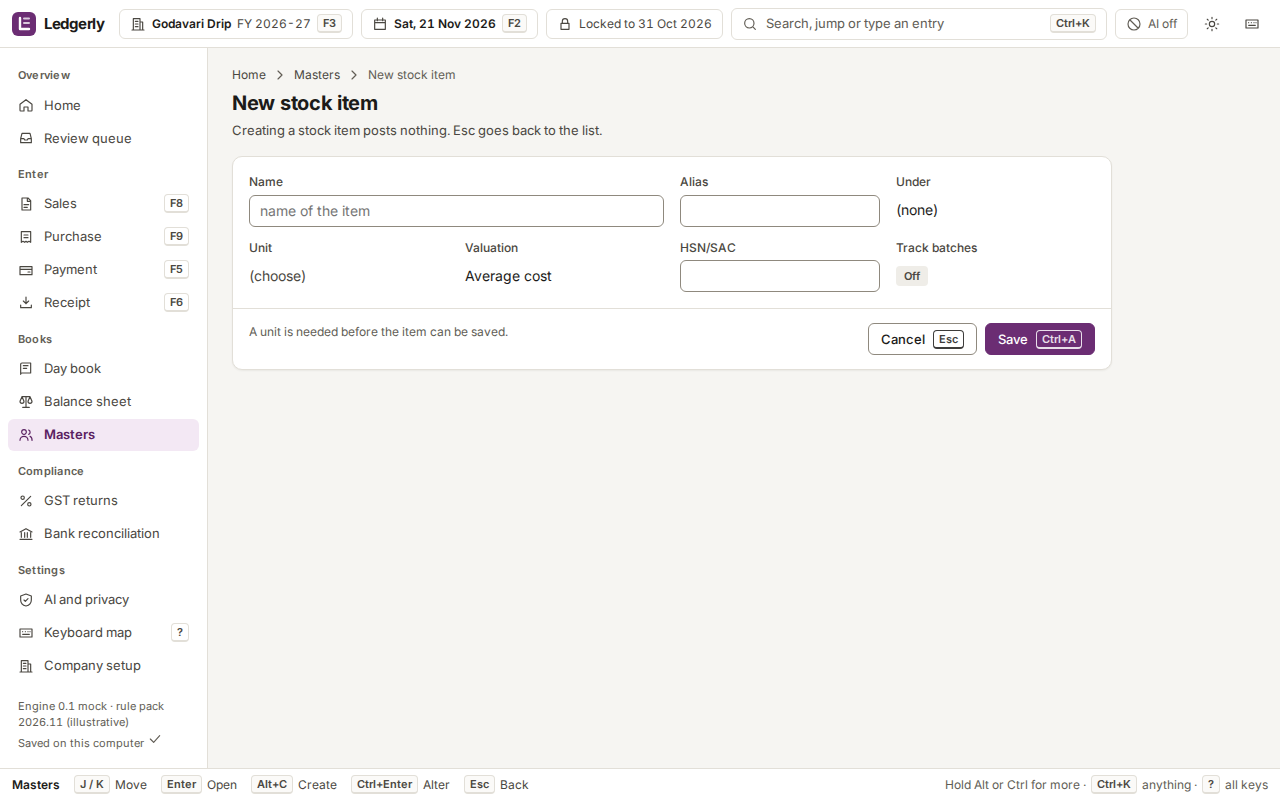 Ledgerly
Godavari Drip FY 2026-27 F3
Sat, 21 Nov 2026 F2
Locked to 31 Oct 2026
Search, jump or type an entry Ctrl+K
AI off
Overview
Home
Review queue
Enter
Sales F8
Purchase F9
Payment F5
Receipt F6
Books
Day book
Balance sheet
Masters
Compliance
GST returns
Bank reconciliation
Settings
AI and privacy
Keyboard map ?
Company setup
Engine 0.1 mock · rule pack
2026.11 (illustrative)
Saved on this computer
Home > Masters > New stock item
New stock item
Creating a stock item posts nothing. Esc goes back to the list.
Name Alias Under
name of the item (none)
Unit Valuation HSN/SAC Track batches
(choose) Average cost Off
A unit is needed before the item can be saved.
Cancel Esc Save Ctrl+A
Masters J / K Move Enter Open Alt+C Create Ctrl+Enter Alter Esc Back
Hold Alt or Ctrl for more · Ctrl+K anything · ? all keys